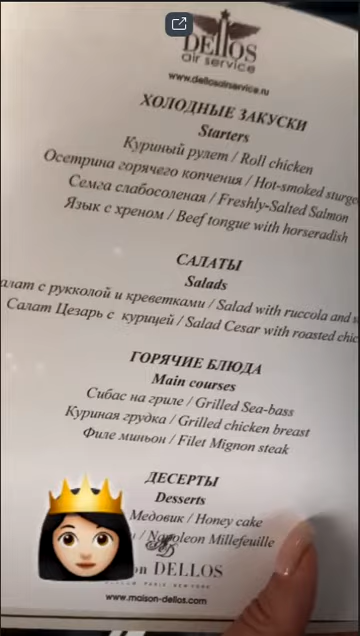 DELLOS
air service
www.dellosairservice.ru
ХОЛОДНЫЕ ЗАКУСКИ
Starters
Куриный рулет / Roll chicken
Осетрина горячего копчения / Hot-smoked
Семга слабосоленая / Freshly-Salted Salmon
Язык с хреном / Beef tongue with horseradish
САЛАТЫ
Salads
с рукколой и креветками / Salad with ruccola and
Салат Цезарь с курицей / Salad Cesar with roasted
ГОРЯЧИЕ БЛЮДА
Main courses
Сибас на гриле / Grilled Sea-bass
Куриная грудка / Grilled chicken breast
Филе миньон / Filet Mignon steak
ДЕСЕРТЫ
Desserts
Медовик / Honey cake
/ Napoleon Millefeuille
DELLOS
www.maison-dellos.com